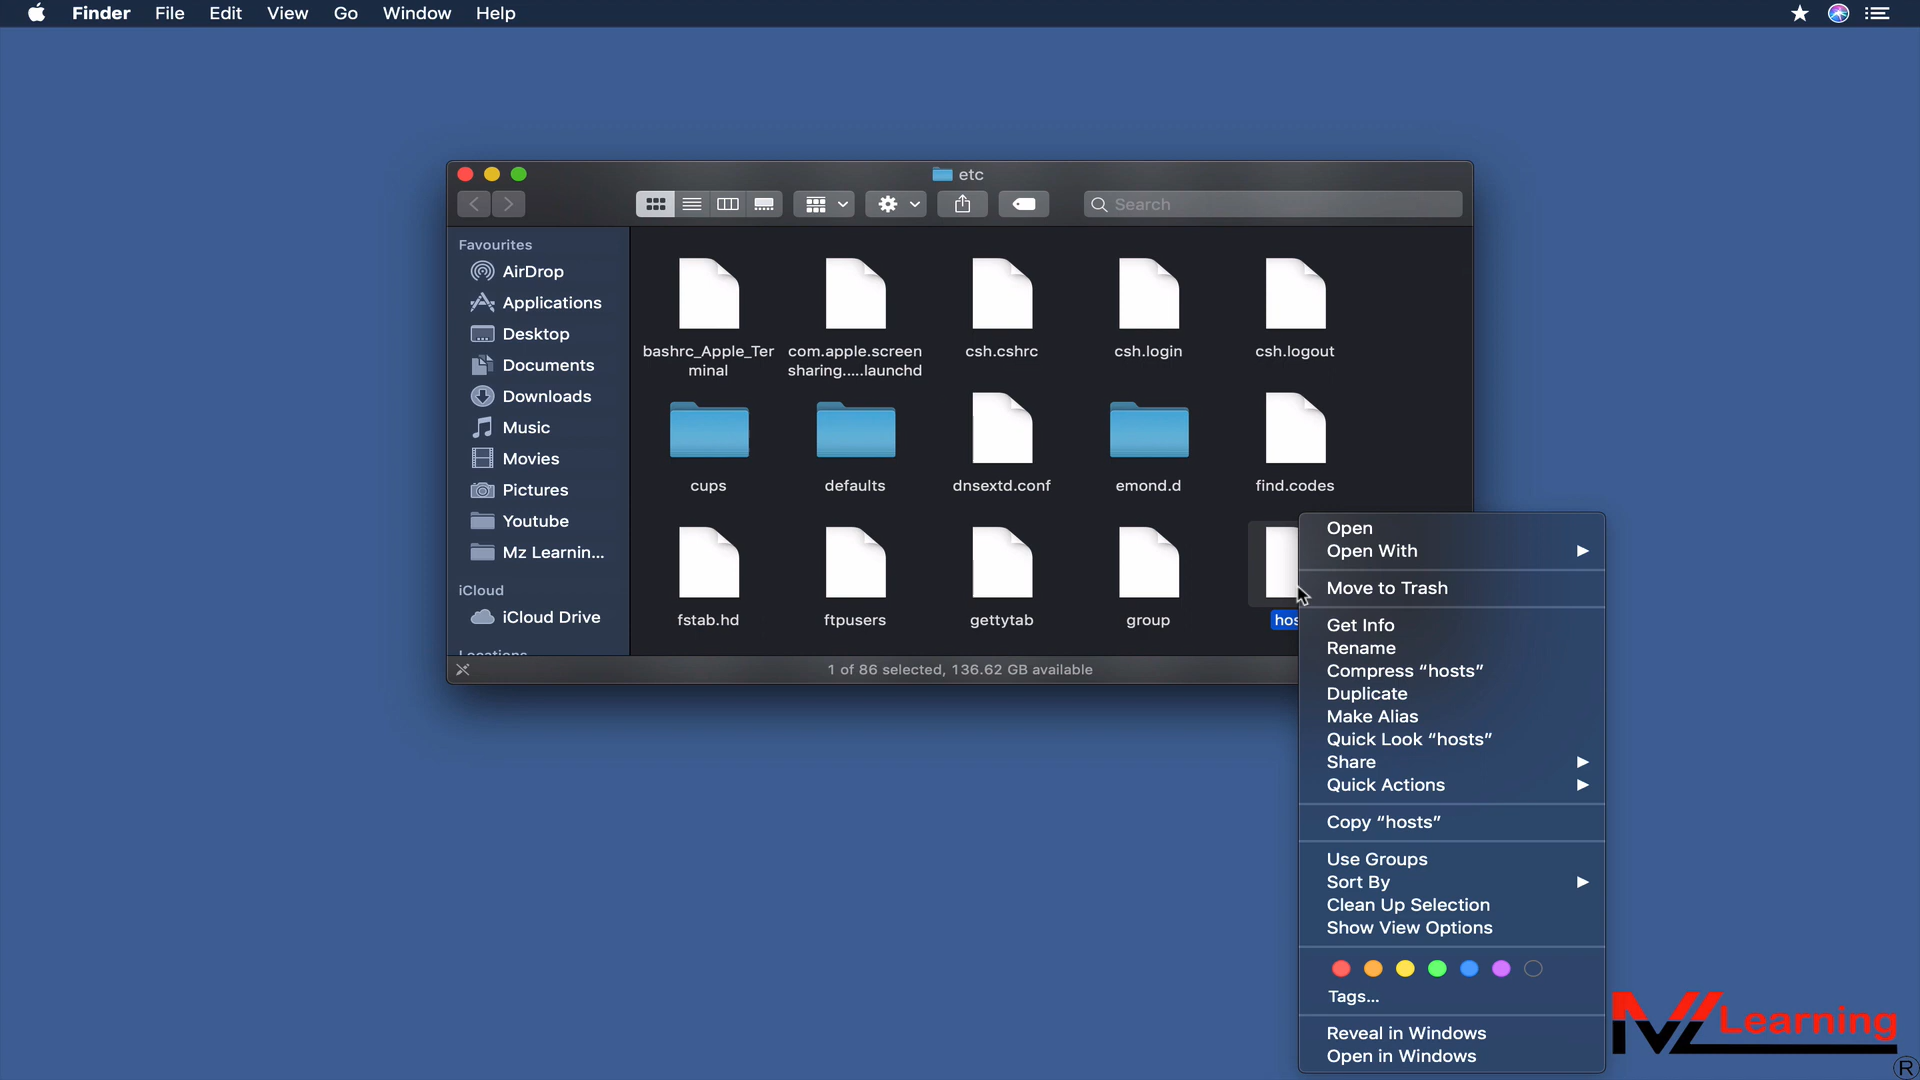 Finder File Edit View Go Window Help
etc
Search
Favourites
AirDrop
Applications
Desktop
Documents
Downloads
Music
Movies
Pictures
Youtube
Mz Learnin...
iCloud
iCloud Drive
Locations
bashrc_Apple_Ter
minal
com.apple.screen
sharing.....launchd
csh.cshrc
csh.login
csh.logout
cups
defaults
dnsextd.conf
emond.d
find.codes
fstab.hd
ftpusers
gettytab
group
hos
1 of 86 selected, 136.62 GB available
Open
Open With
Move to Trash
Get Info
Rename
Compress “hosts”
Duplicate
Make Alias
Quick Look “hosts”
Share
Quick Actions
Copy “hosts”
Use Groups
Sort By
Clean Up Selection
Show View Options
Tags...
Reveal in Windows
Open in Windows
MZ Learning
®